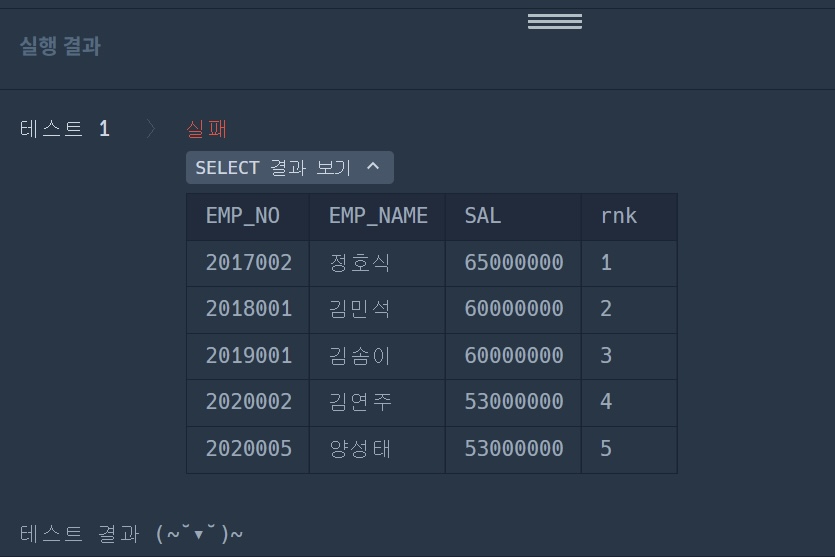 실행 결과
테스트 1 〉 실패
SELECT 결과 보기
EMP_NO EMP_NAME SAL rnk
2017002 정호식 65000000 1
2018001 김민석 60000000 2
2019001 김솜이 60000000 3
2020002 김연주 53000000 4
2020005 양성태 53000000 5
테스트 결과 (~˘▾˘)~